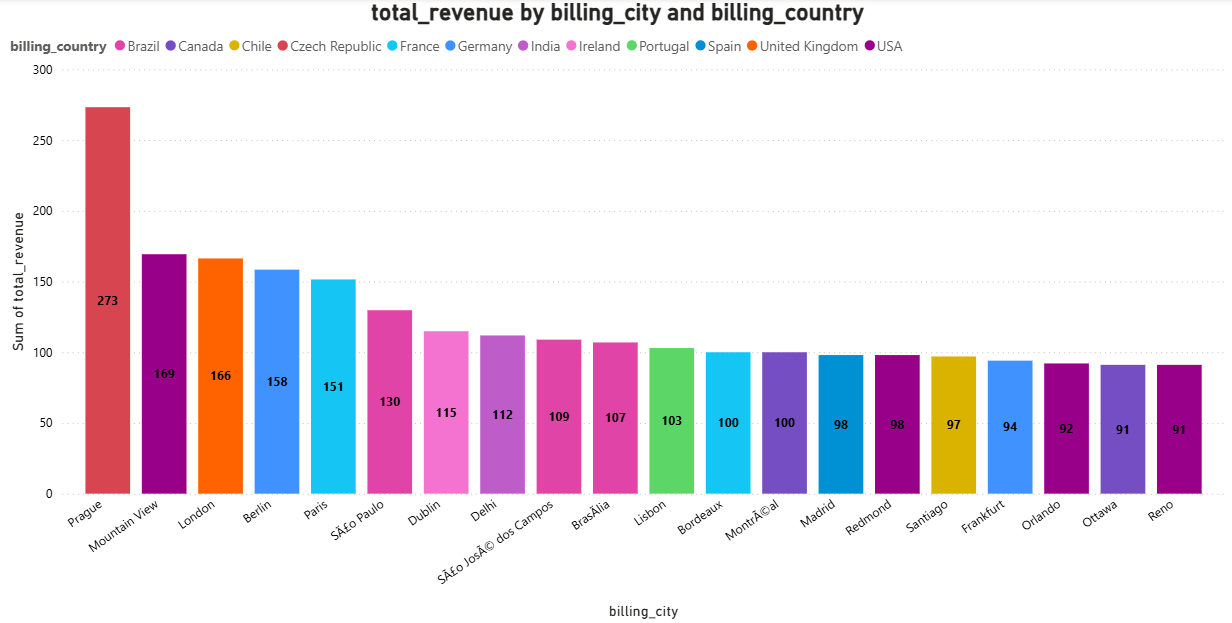 total_revenue by billing_city and billing_country
billing_country Brazil Canada Chile Czech Republic France Germany India Ireland Portugal Spain United Kingdom USA
300
250
200
150
100
50
0
Sum of total_revenue
273
169
166
158
151
130
115
112
109
107
103
100
100
98
98
97
94
92
91
91
Prague
Mountain View
London
Berlin
Paris
SÃ£o Paulo
Dublin
Delhi
SÃ£o JosÃ© dos Campos
BrasÃlia
Lisbon
Bordeaux
MontrÃ©al
Madrid
Redmond
Santiago
Frankfurt
Orlando
Ottawa
Reno
billing_city